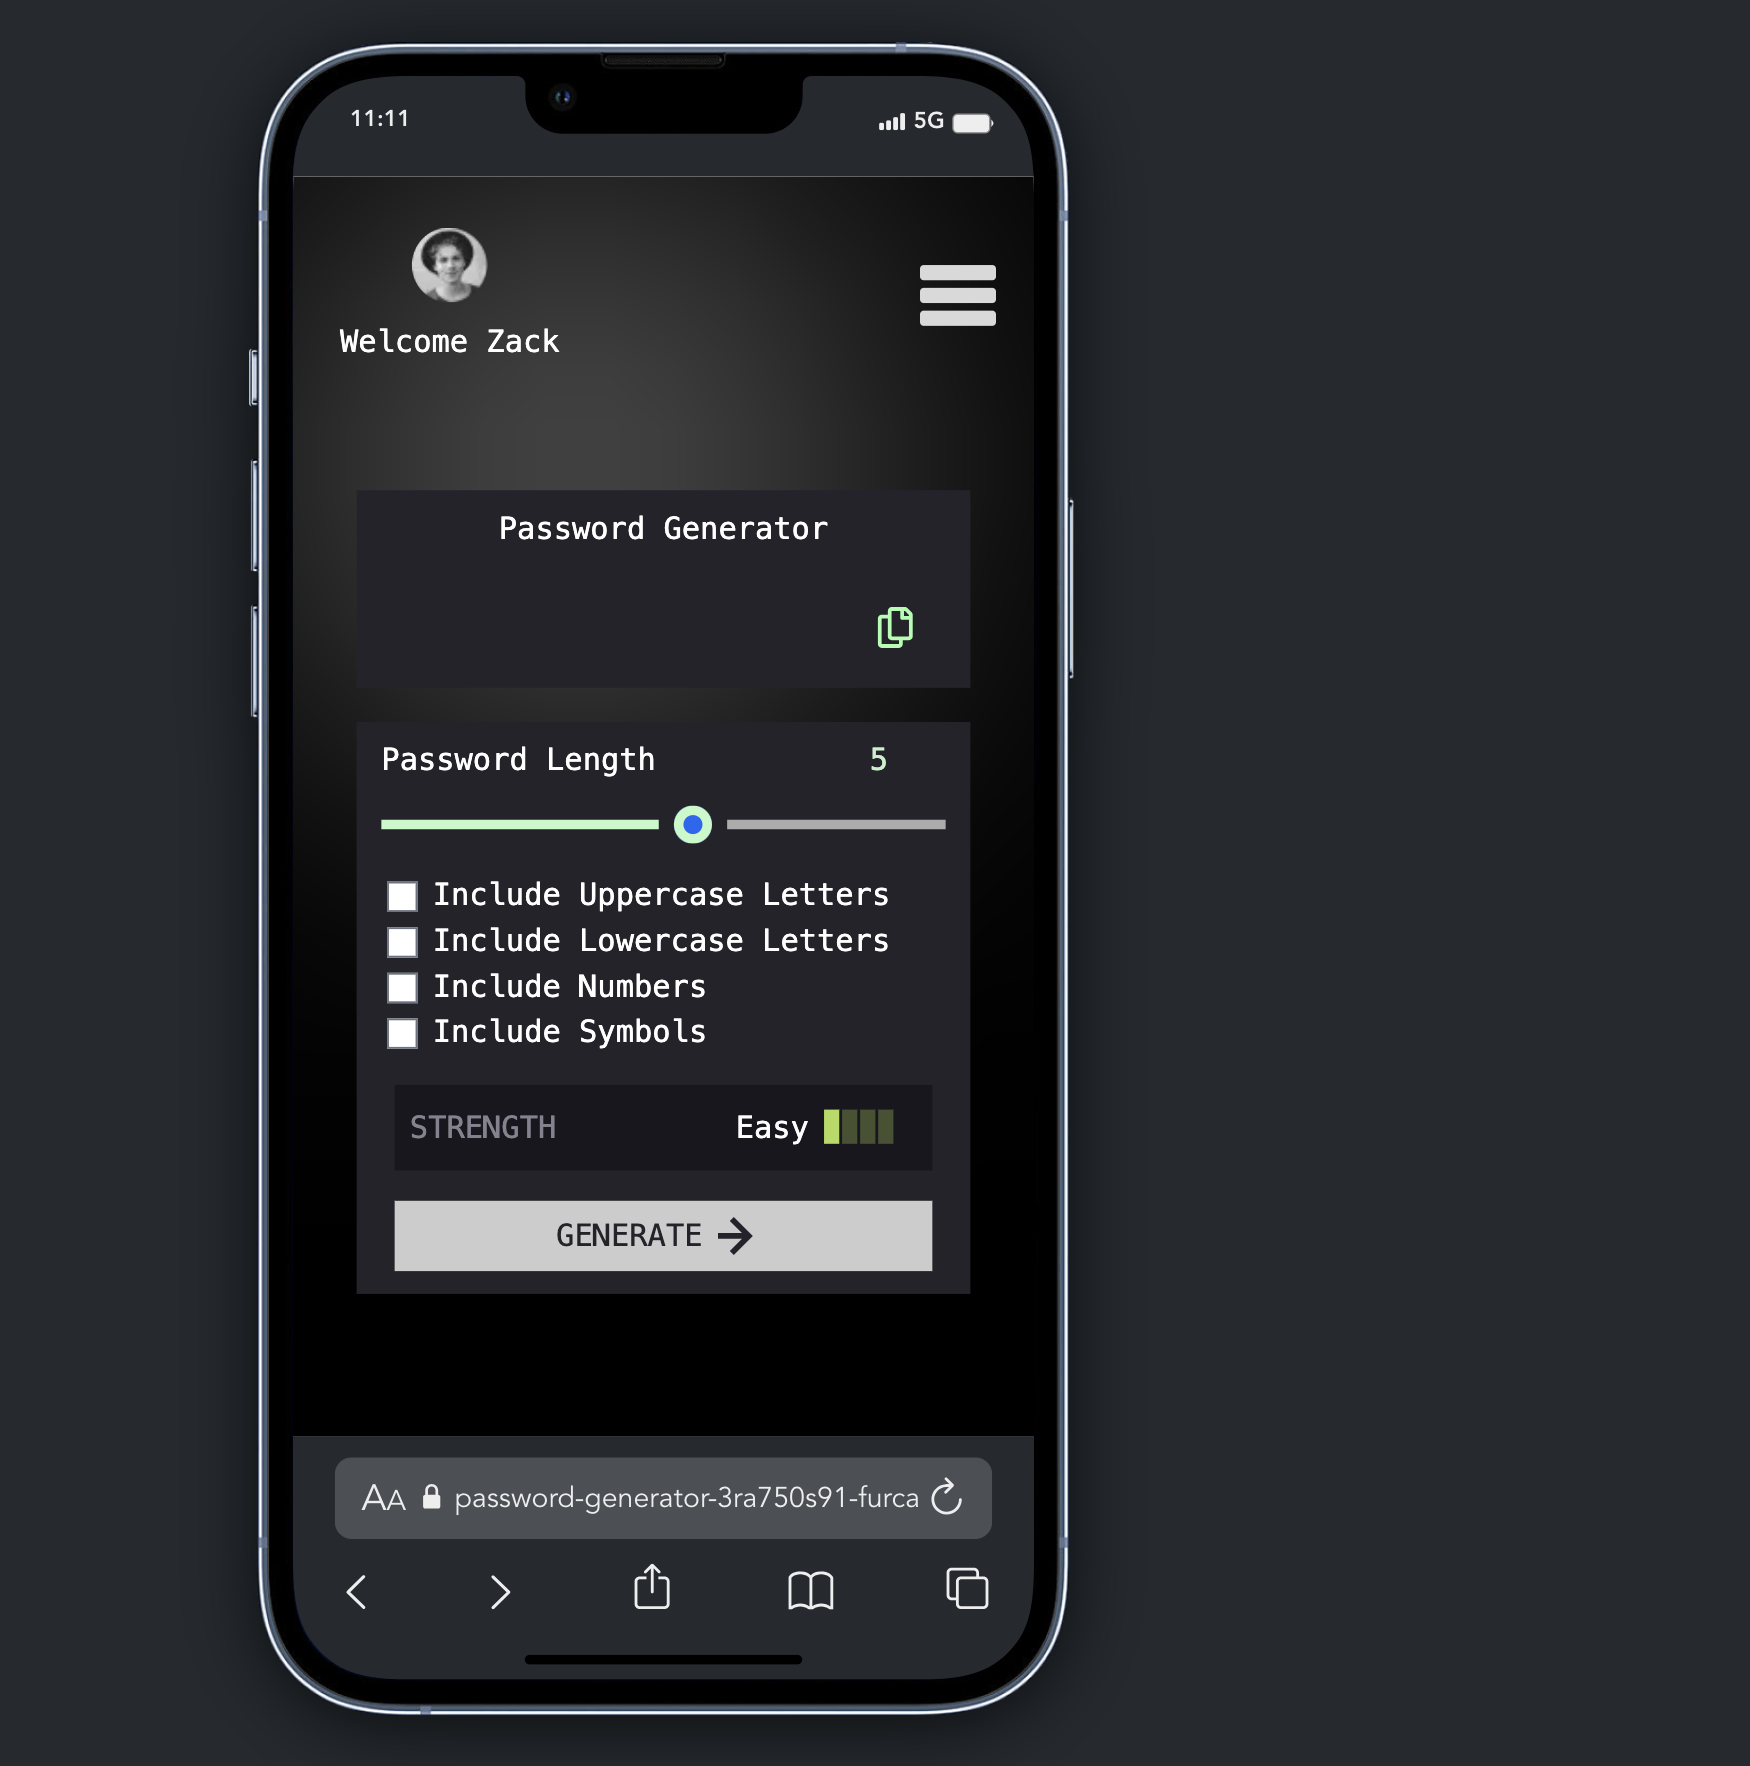 11:11
5G
Welcome Zack
Password Generator
Password Length 5
Include Uppercase Letters
Include Lowercase Letters
Include Numbers
Include Symbols
STRENGTH Easy
GENERATE
AA password-generator-3ra750s91-furca